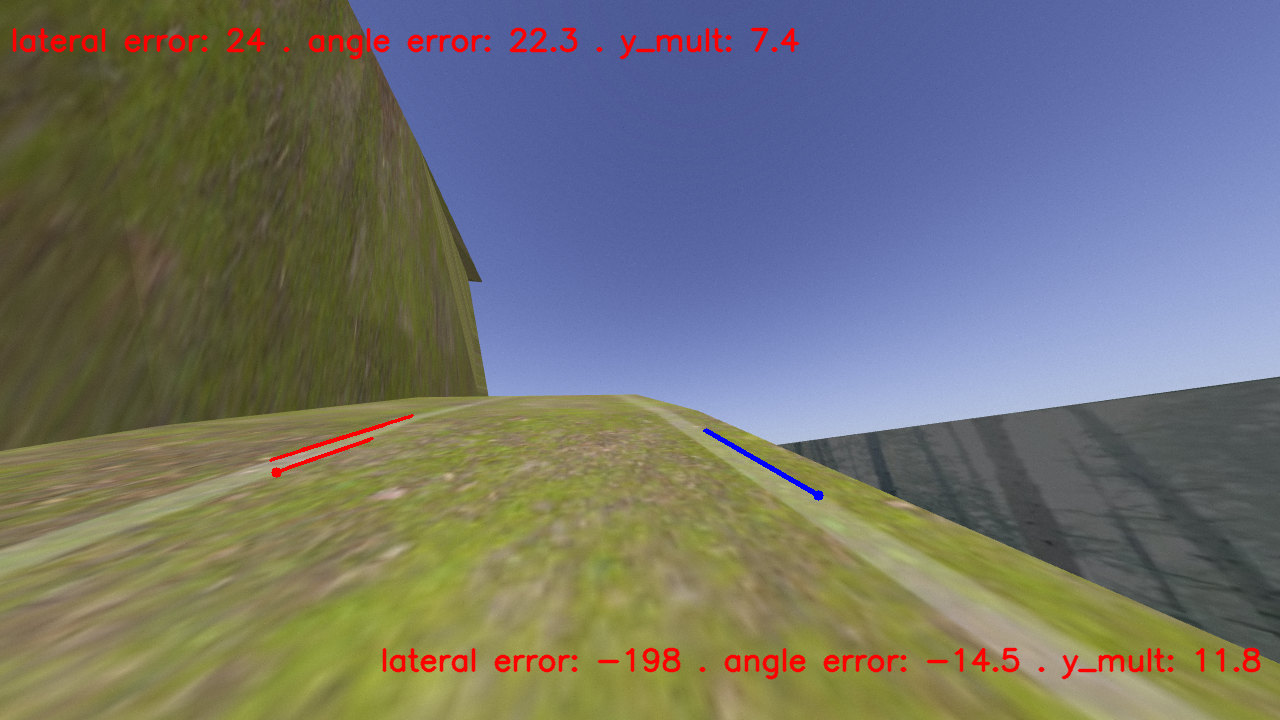 lateral error: 24 . angle error: 22.3 . y_mult: 7.4
lateral error: -198 . angle error: -14.5 . y_mult: 11.8